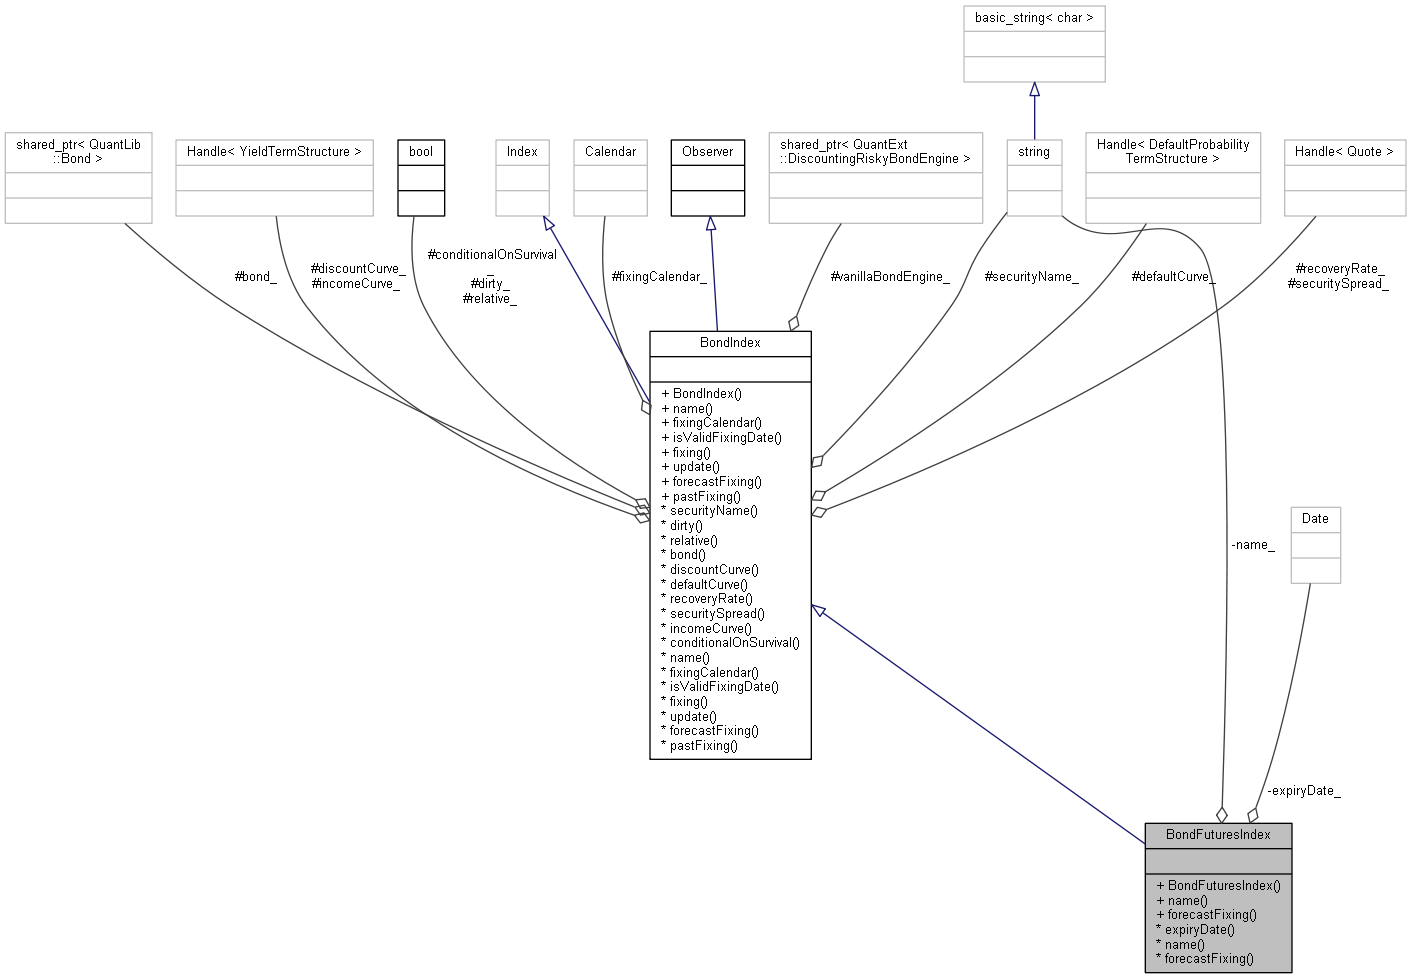 basic_string< char >
shared_ptr< QuantLib
::Bond >
Handle< YieldTermStructure >
bool
Index
Calendar
Observer
shared_ptr< QuantExt
::DiscountingRiskyBondEngine >
string
Handle< DefaultProbability
TermStructure >
Handle< Quote >
#bond_
#discountCurve_
#incomeCurve_
#conditionalOnSurvival
_
#dirty_
#relative_
#fixingCalendar_
#vanillaBondEngine_
#securityName_
#defaultCurve_
#recoveryRate_
#securitySpread_
BondIndex
+ BondIndex()
+ name()
+ fixingCalendar()
+ isValidFixingDate()
+ fixing()
+ update()
+ forecastFixing()
+ pastFixing()
* securityName()
* dirty()
* relative()
* bond()
* discountCurve()
* defaultCurve()
* recoveryRate()
* securitySpread()
* incomeCurve()
* conditionalOnSurvival()
* name()
* fixingCalendar()
* isValidFixingDate()
* fixing()
* update()
* forecastFixing()
* pastFixing()
Date
-name_
-expiryDate_
BondFuturesIndex
+ BondFuturesIndex()
+ name()
+ forecastFixing()
* expiryDate()
* name()
* forecastFixing()